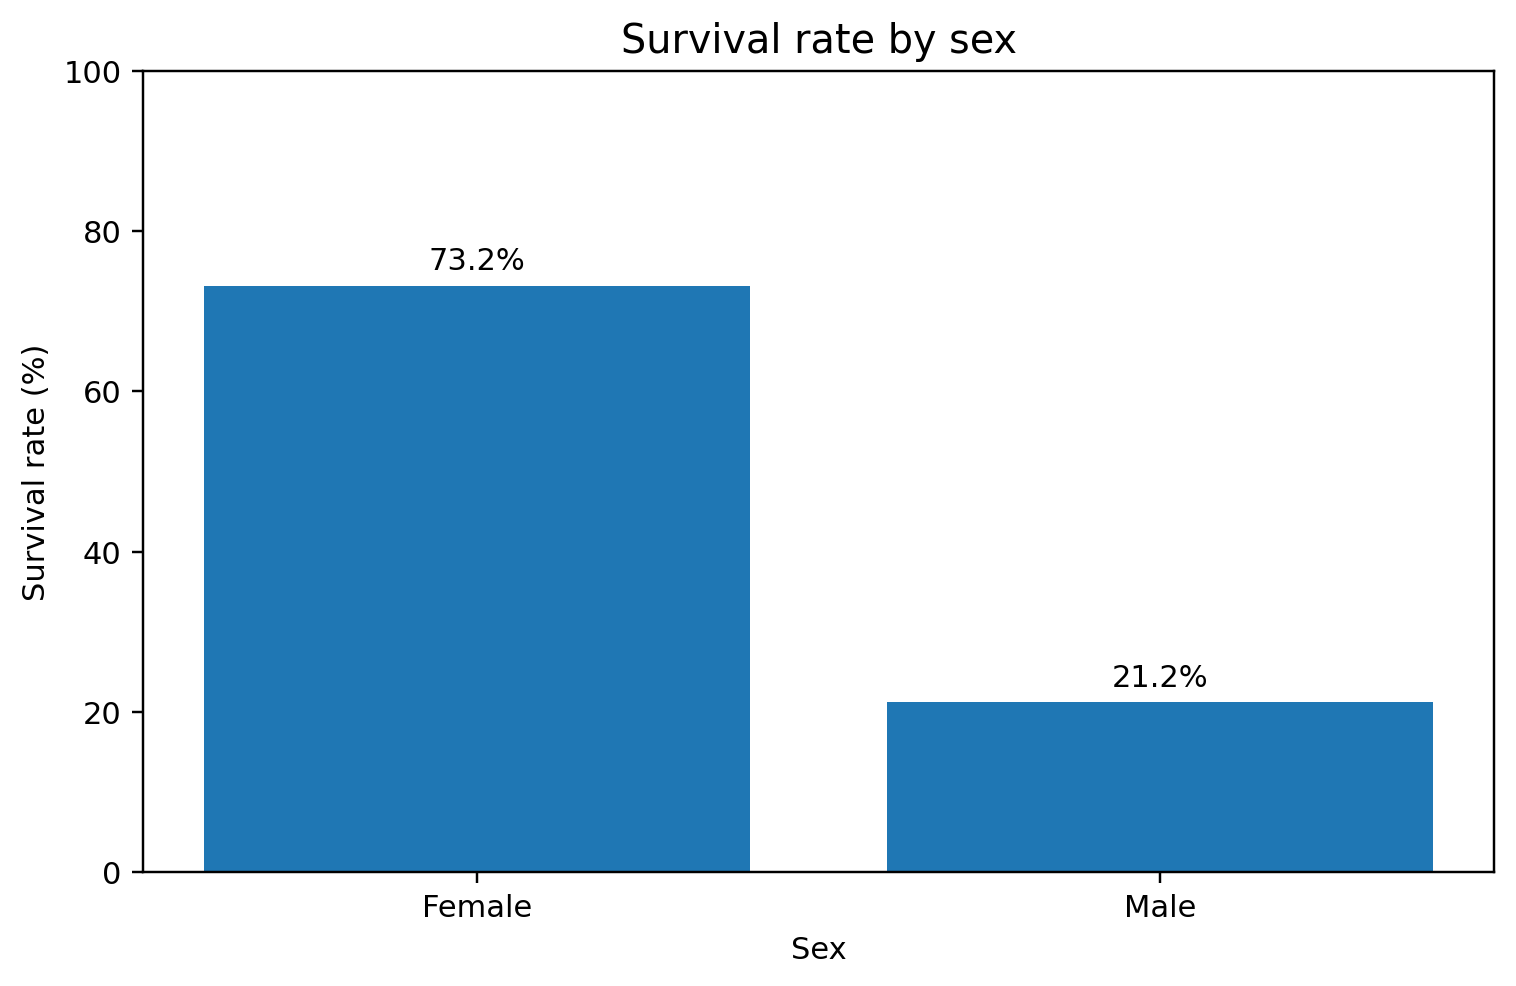 Survival rate by sex
100
80
60
40
20
0
Survival rate (%)
73.2%
21.2%
Female
Male
Sex